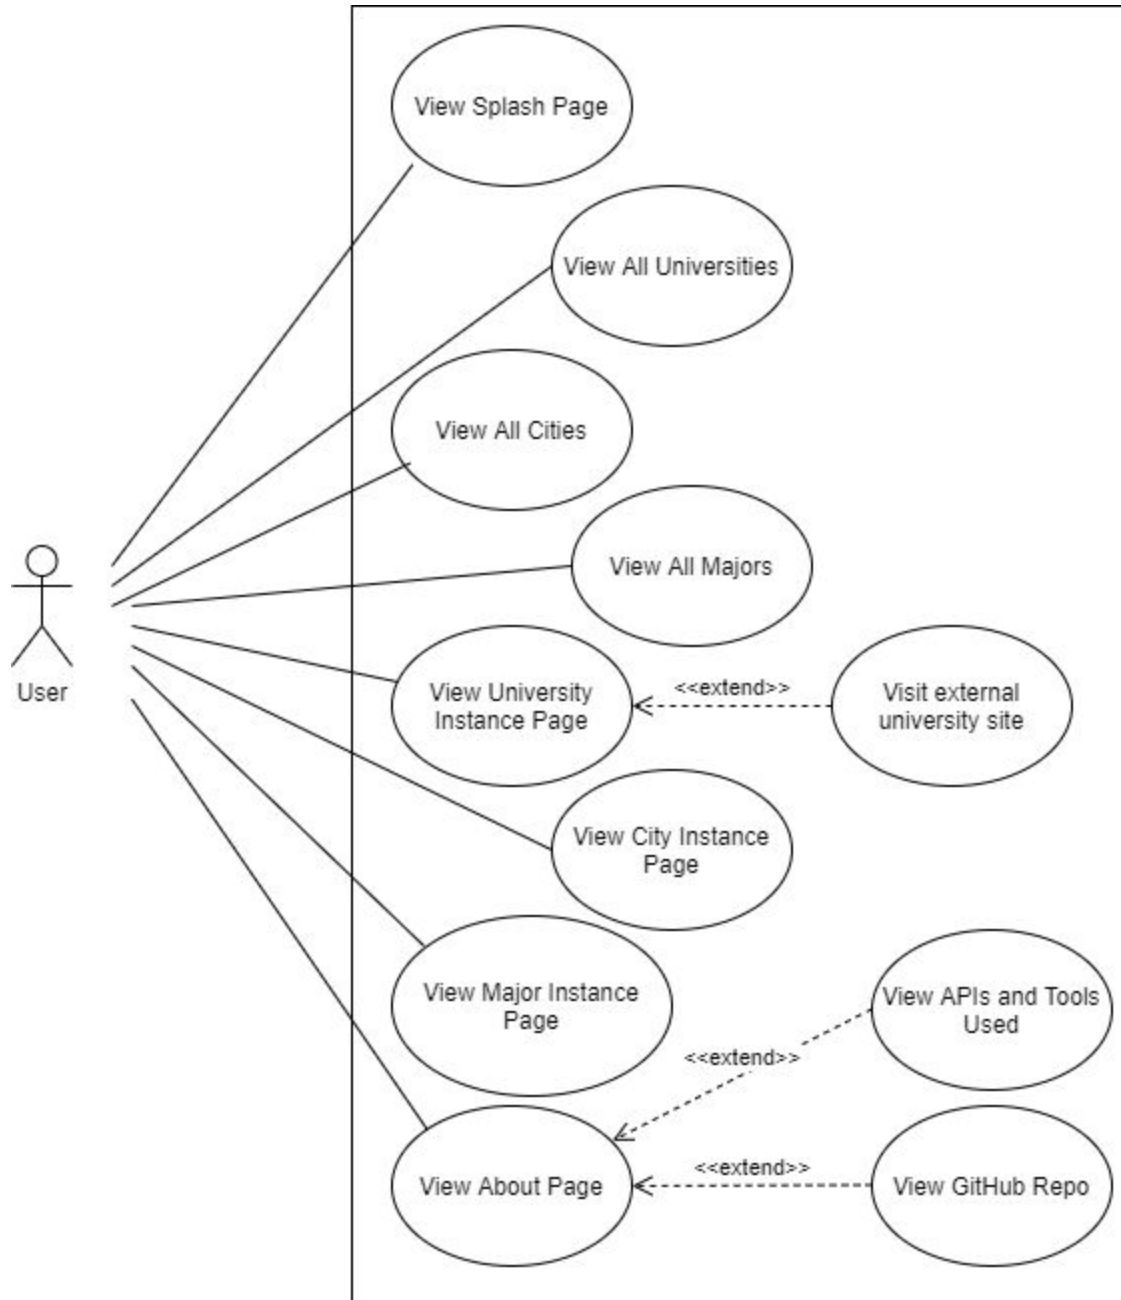 View Splash Page
View All Universities
View All Cities
View All Majors
User
View University
Instance Page
<<extend>>
Visit external
university site
View City Instance
Page
View Major Instance
Page
View APIs and Tools
Used
<<extend>>
View About Page
<<extend>>
View GitHub Repo